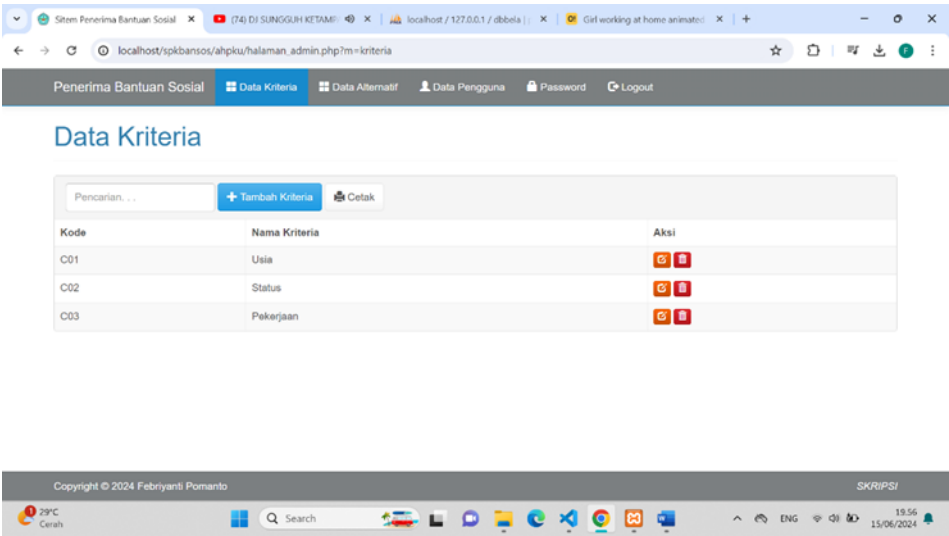 Sitem Penerima Bantuan Sosial
(74) DJ SUNGGUH KETAMP
localhost / 127.0.0.1 / dbbela | p
Girl working at home animated
localhost/spkbansos/ahpku/halaman_admin.php?m=kriteria
F
Penerima Bantuan Sosial Data Kriteria Data Alternatif Data Pengguna Password Logout
Data Kriteria
Pencarian. . . Tambah Kriteria Cetak
Kode Nama Kriteria Aksi
C01 Usia
C02 Status
C03 Pekerjaan
Copyright © 2024 Febriyanti Pomanto SKRIPSI
1 29°C
Cerah
Search
ENG
19.56
15/06/2024